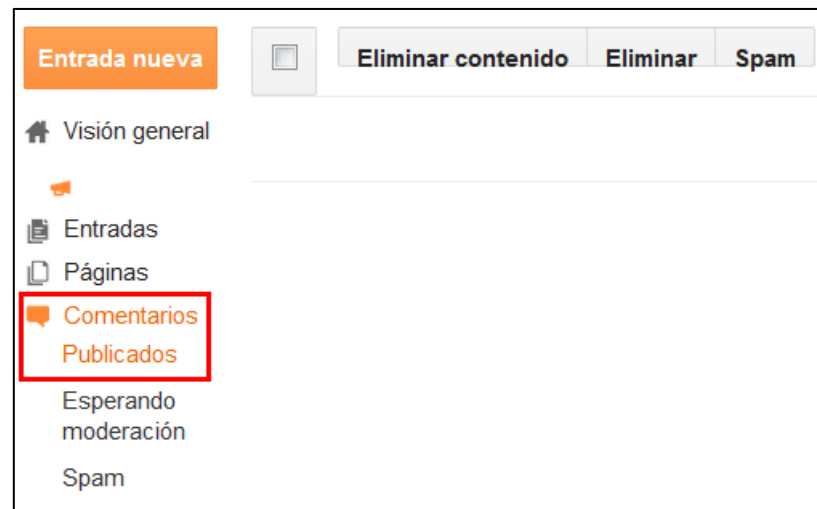 Entrada nueva
Eliminar contenido Eliminar Spam
Visión general
Entradas
Páginas
Comentarios
Publicados
Esperando
moderación
Spam